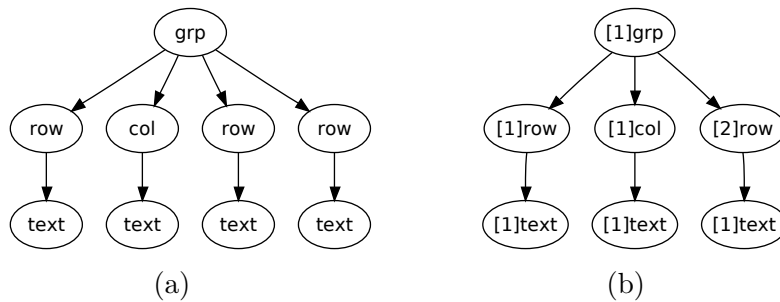 grp
[1]grp
row col row row
[1]row [1]col [2]row
text text text text
[1]text [1]text [1]text
(a)
(b)